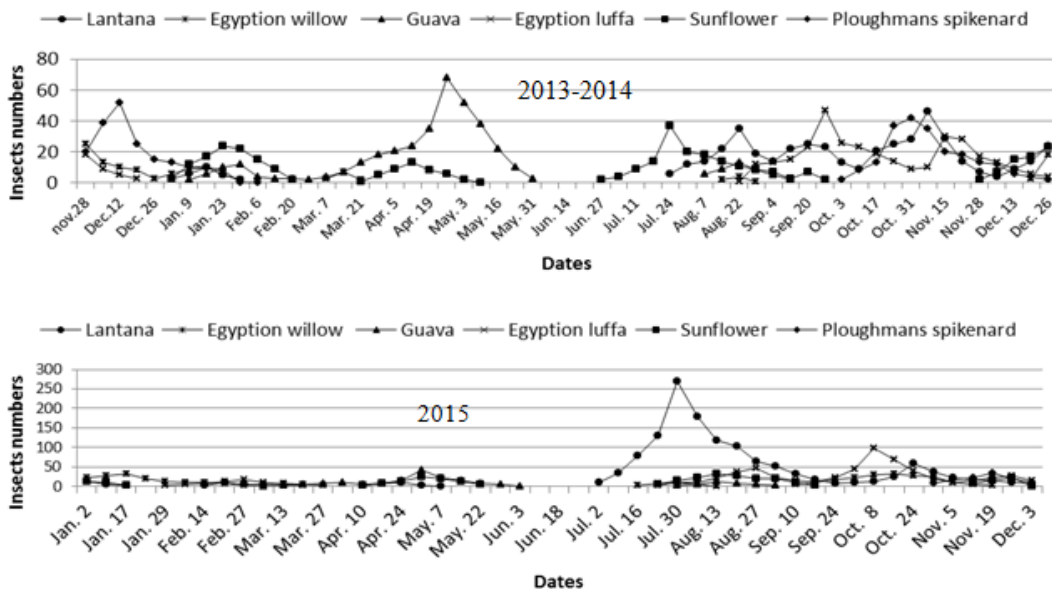 Lantana Egyption willow Guava Egyption luffa Sunflower Ploughmans spikenard
80
60
40
20
0
Insects numbers
2013-2014
nov.28 Dec.12 Dec. 26 Jan. 9 Jan. 23 Feb. 6 Feb. 20 Mar. 7 Mar. 21 Apr. 5 Apr. 19 May. 3 May. 16 May. 31 Jun. 14 Jun. 27 Jul. 11 Jul. 24 Aug. 7 Aug. 22 Sep. 4 Sep. 20 Oct. 3 Oct. 17 Oct. 31 Nov. 15 Nov. 28 Dec. 13 Dec. 26
Dates
Lantana Egyption willow Guava Egyption luffa Sunflower Ploughmans spikenard
300
250
200
150
100
50
0
Insects numbers
2015
Jan. 2 Jan. 17 Jan. 29 Feb. 14 Feb. 27 Mar. 13 Mar. 27 Apr. 10 Apr. 24 May. 7 May. 22 Jun. 3 Jun. 18 Jul. 2 Jul. 16 Jul. 30 Aug. 13 Aug. 27 Sep. 10 Sep. 24 Oct. 8 Oct. 24 Nov. 5 Nov. 19 Dec. 3
Dates